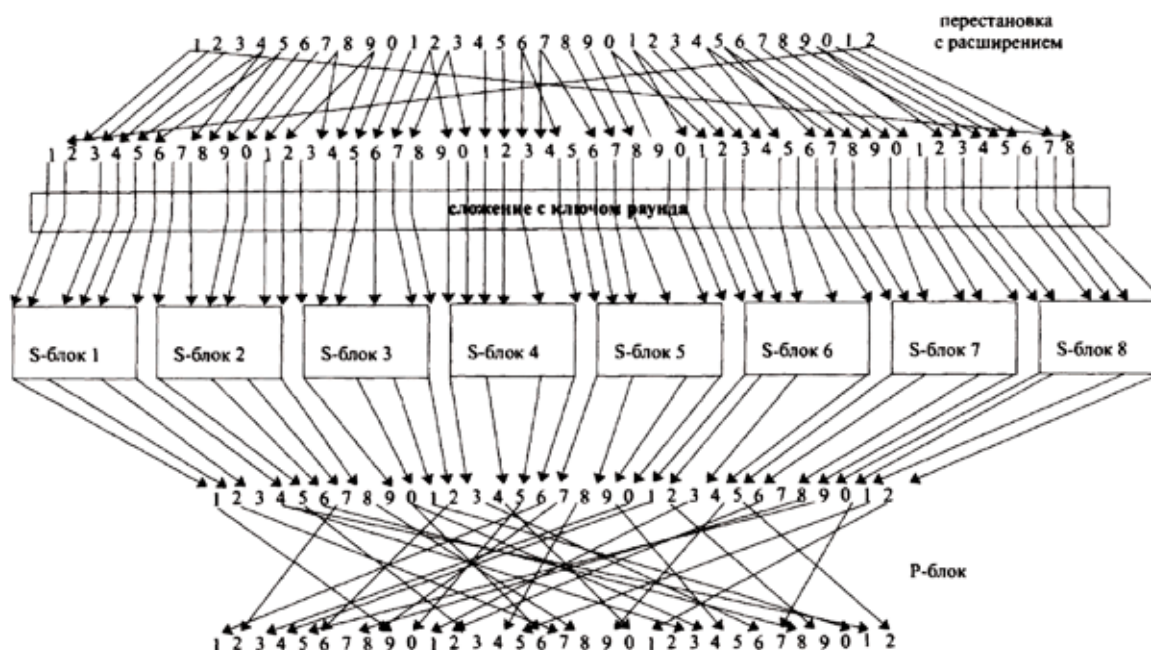 перестановка
с расширением
1 2 3 4 5 6 7 8 9 0 1 2 3 4 5 6 7 8 9 0 1 2 3 4 5 6 7 8 9 0 1 2
1 2 3 4 5 6 7 8 9 0 1 2 3 4 5 6 7 8 9 0 1 2 3 4 5 6 7 8 9 0 1 2 3 4 5 6 7 8 9 0 1 2 3 4 5 6 7 8
сложение с ключом раунда
S-блок 1 S-блок 2 S-блок 3 S-блок 4 S-блок 5 S-блок 6 S-блок 7 S-блок 8
1 2 3 4 5 6 7 8 9 0 1 2 3 4 5 6 7 8 9 0 1 2 3 4 5 6 7 8 9 0 1 2
P-блок
1 2 3 4 5 6 7 8 9 0 1 2 3 4 5 6 7 8 9 0 1 2 3 4 5 6 7 8 9 0 1 2